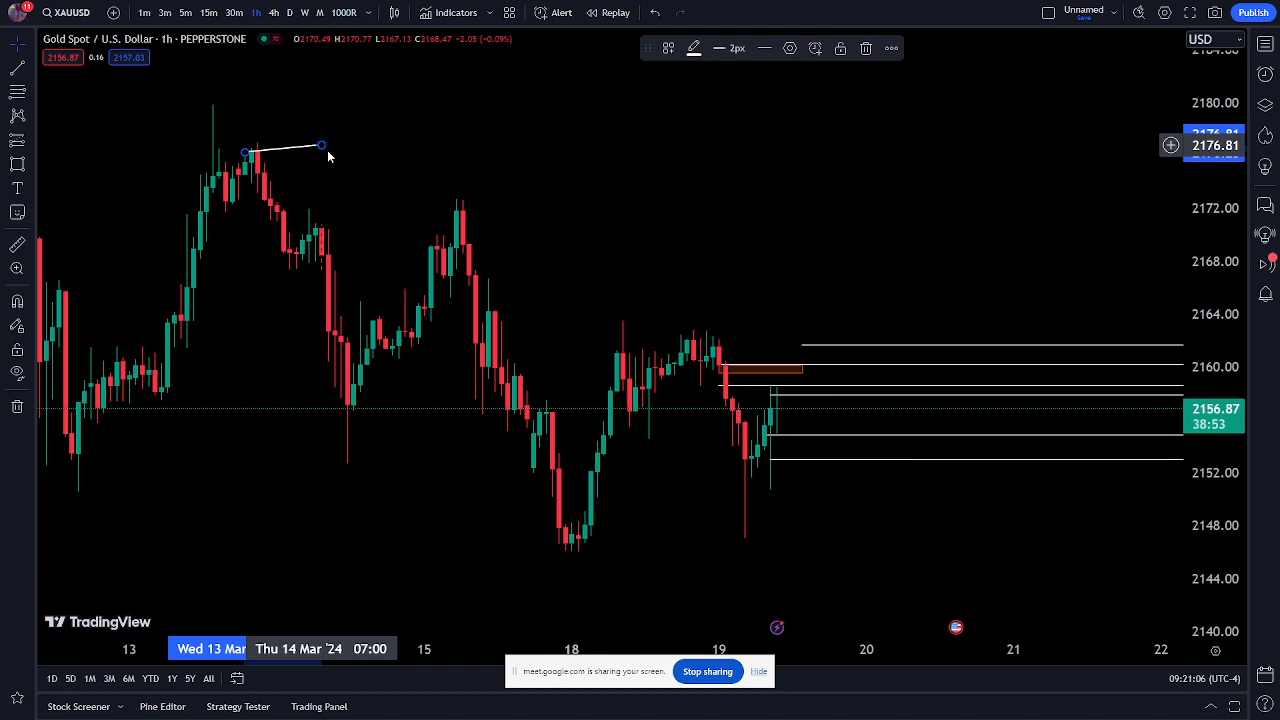 11
XAUUSD
1m 3m 5m 15m 30m 1h 4h D W M 1000R
Indicators
Alert
Replay
Unnamed
Save
Publish
Gold Spot / U.S. Dollar · 1h · PEPPERSTONE
O2170.49 H2170.77 L2167.13 C2168.47 −2.05 (−0.09%)
2156.87 0.16 2157.03
2px
USD
2180.00
2176.81
2172.00
2168.00
2164.00
2160.00
2156.87
38:53
2152.00
2148.00
2144.00
2140.00
TradingView
Wed 13 Mar
Thu 14 Mar '24 07:00
13 15 18 19 20 21 22
meet.google.com is sharing your screen.
Stop sharing
Hide
1D 5D 1M 3M 6M YTD 1Y 5Y All
09:21:06 (UTC-4)
Stock Screener
Pine Editor
Strategy Tester
Trading Panel